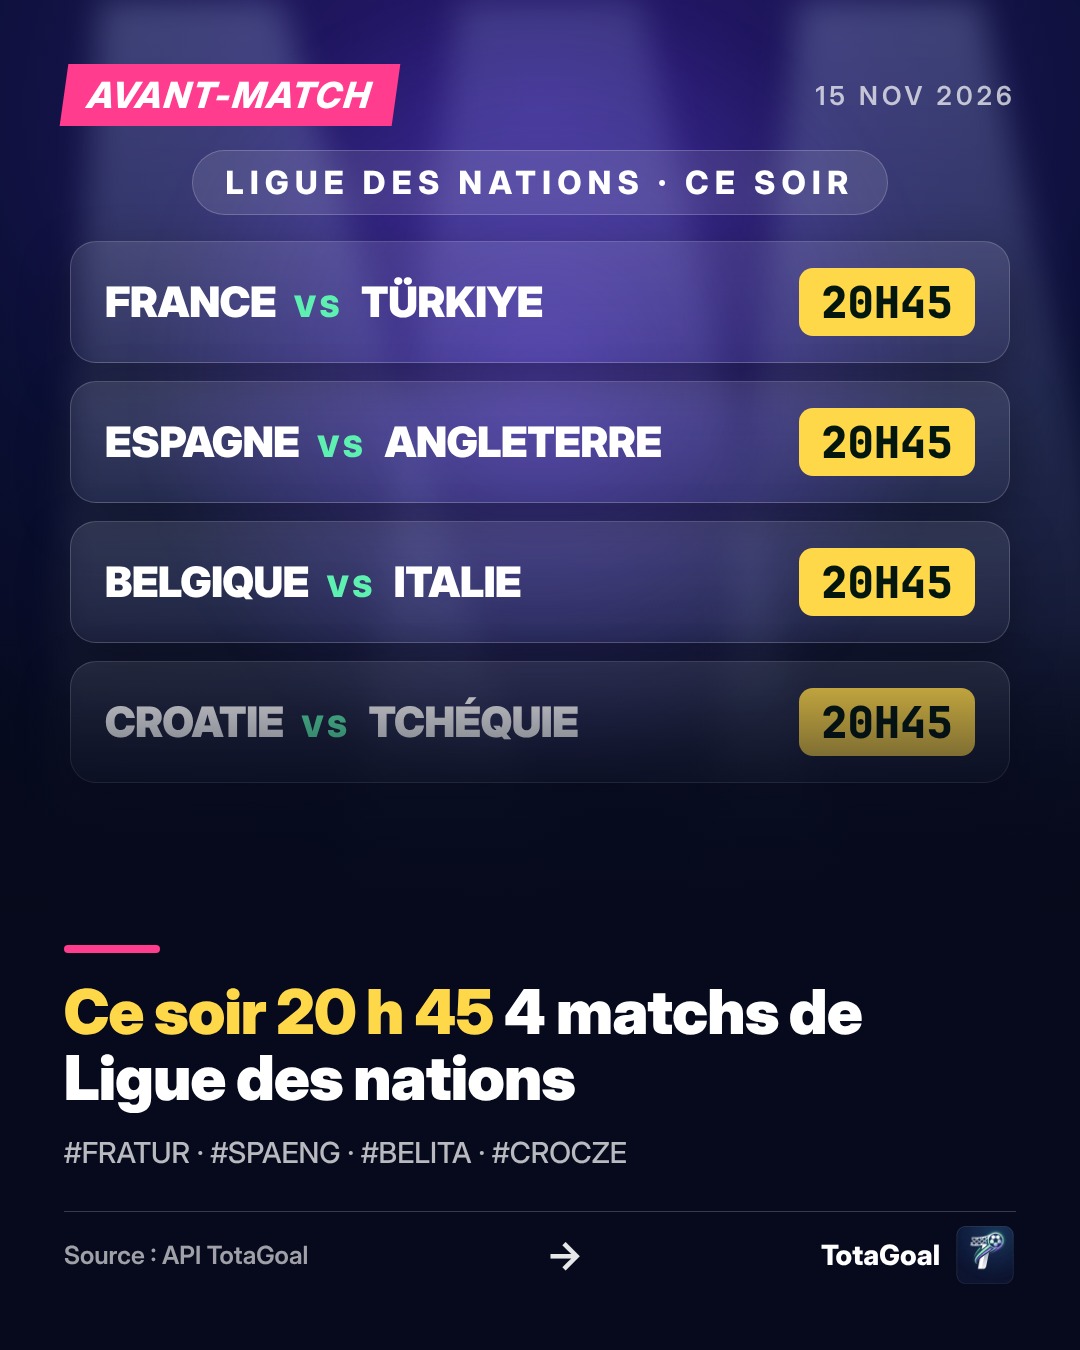 AVANT-MATCH
15 NOV 2026
LIGUE DES NATIONS · CE SOIR
FRANCE vs TÜRKIYE 20H45
ESPAGNE vs ANGLETERRE 20H45
BELGIQUE vs ITALIE 20H45
CROATIE vs TCHÉQUIE 20H45
Ce soir 20 h 45 4 matchs de
Ligue des nations
#FRATUR · #SPAENG · #BELITA · #CROCZE
Source : API TotaGoal → TotaGoal